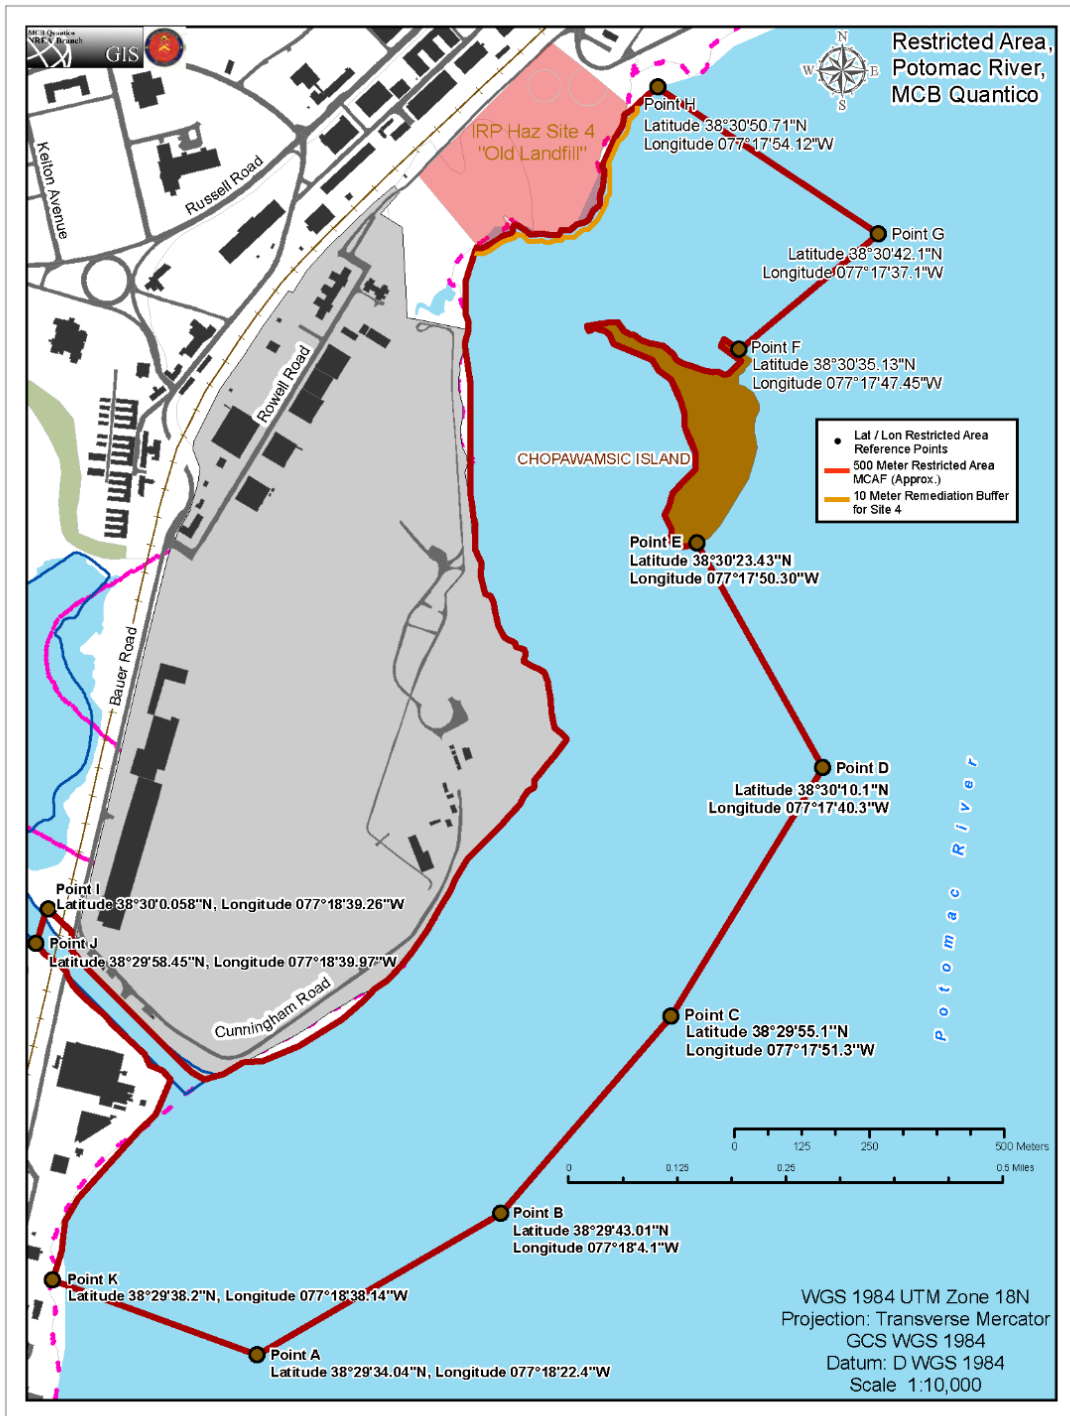 MCB Quantico
NREA Branch
GIS
Restricted Area,
Potomac River,
MCB Quantico
N
W E
S
Point H
Latitude 38°30'50.71"N
Longitude 077°17'54.12"W
IRP Haz Site 4
"Old Landfill"
Kelton Avenue
Russell Road
Point G
Latitude 38°30'42.1"N
Longitude 077°17'37.1"W
Rowell Road
Point F
Latitude 38°30'35.13"N
Longitude 077°17'47.45"W
CHOPAWAMSIC ISLAND
Lat / Lon Restricted Area
Reference Points
500 Meter Restricted Area
MCAF (Approx.)
10 Meter Remediation Buffer
for Site 4
Point E
Latitude 38°30'23.43"N
Longitude 077°17'50.30"W
Bauer Road
Point D
Latitude 38°30'10.1"N
Longitude 077°17'40.3"W
Potomac River
Point I
Latitude 38°30'0.058"N, Longitude 077°18'39.26"W
Point J
Latitude 38°29'58.45"N, Longitude 077°18'39.97"W
Cunningham Road
Point C
Latitude 38°29'55.1"N
Longitude 077°17'51.3"W
0 125 250 500 Meters
0 0.125 0.25 0.5 Miles
Point B
Latitude 38°29'43.01"N
Longitude 077°18'4.1"W
Point K
Latitude 38°29'38.2"N, Longitude 077°18'38.14"W
Point A
Latitude 38°29'34.04"N, Longitude 077°18'22.4"W
WGS 1984 UTM Zone 18N
Projection: Transverse Mercator
GCS WGS 1984
Datum: D WGS 1984
Scale 1:10,000